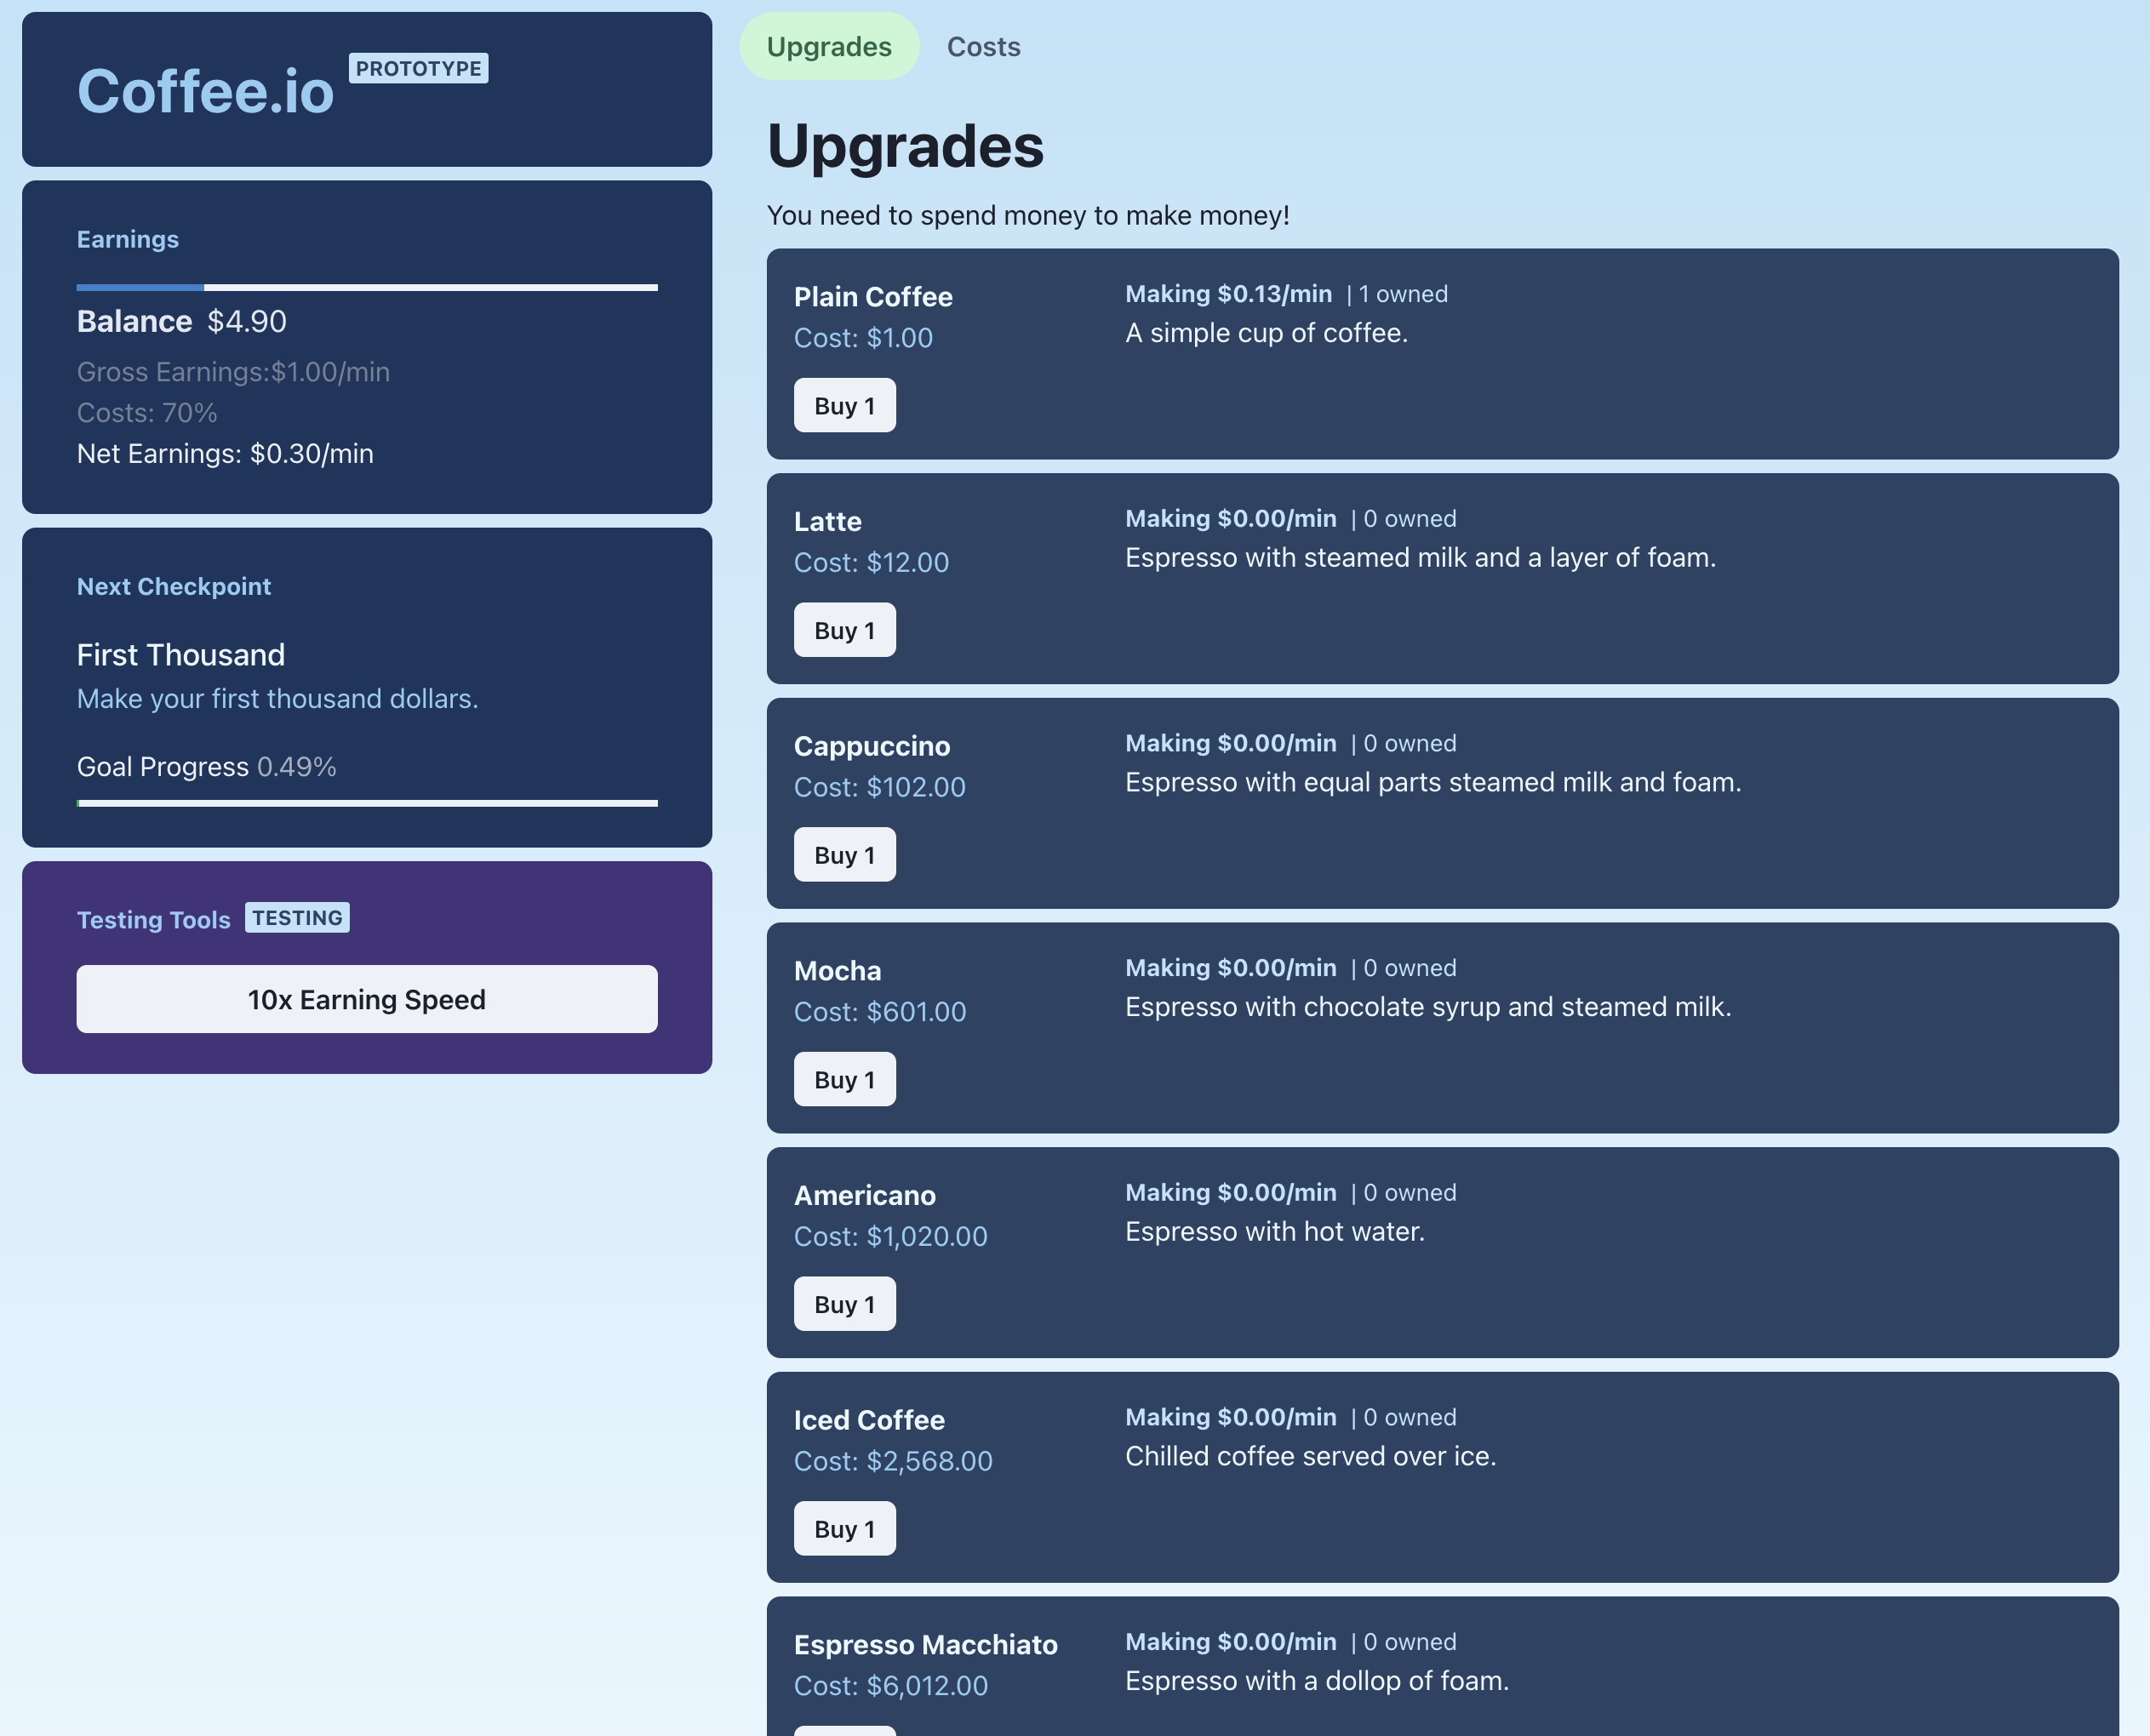 Coffee.io PROTOTYPE
Earnings
Balance $4.90
Gross Earnings:$1.00/min
Costs: 70%
Net Earnings: $0.30/min
Next Checkpoint
First Thousand
Make your first thousand dollars.
Goal Progress 0.49%
Testing Tools TESTING
10x Earning Speed
Upgrades Costs
Upgrades
You need to spend money to make money!
Plain Coffee
Cost: $1.00
Buy 1
Making $0.13/min | 1 owned
A simple cup of coffee.
Latte
Cost: $12.00
Buy 1
Making $0.00/min | 0 owned
Espresso with steamed milk and a layer of foam.
Cappuccino
Cost: $102.00
Buy 1
Making $0.00/min | 0 owned
Espresso with equal parts steamed milk and foam.
Mocha
Cost: $601.00
Buy 1
Making $0.00/min | 0 owned
Espresso with chocolate syrup and steamed milk.
Americano
Cost: $1,020.00
Buy 1
Making $0.00/min | 0 owned
Espresso with hot water.
Iced Coffee
Cost: $2,568.00
Buy 1
Making $0.00/min | 0 owned
Chilled coffee served over ice.
Espresso Macchiato
Cost: $6,012.00
Making $0.00/min | 0 owned
Espresso with a dollop of foam.